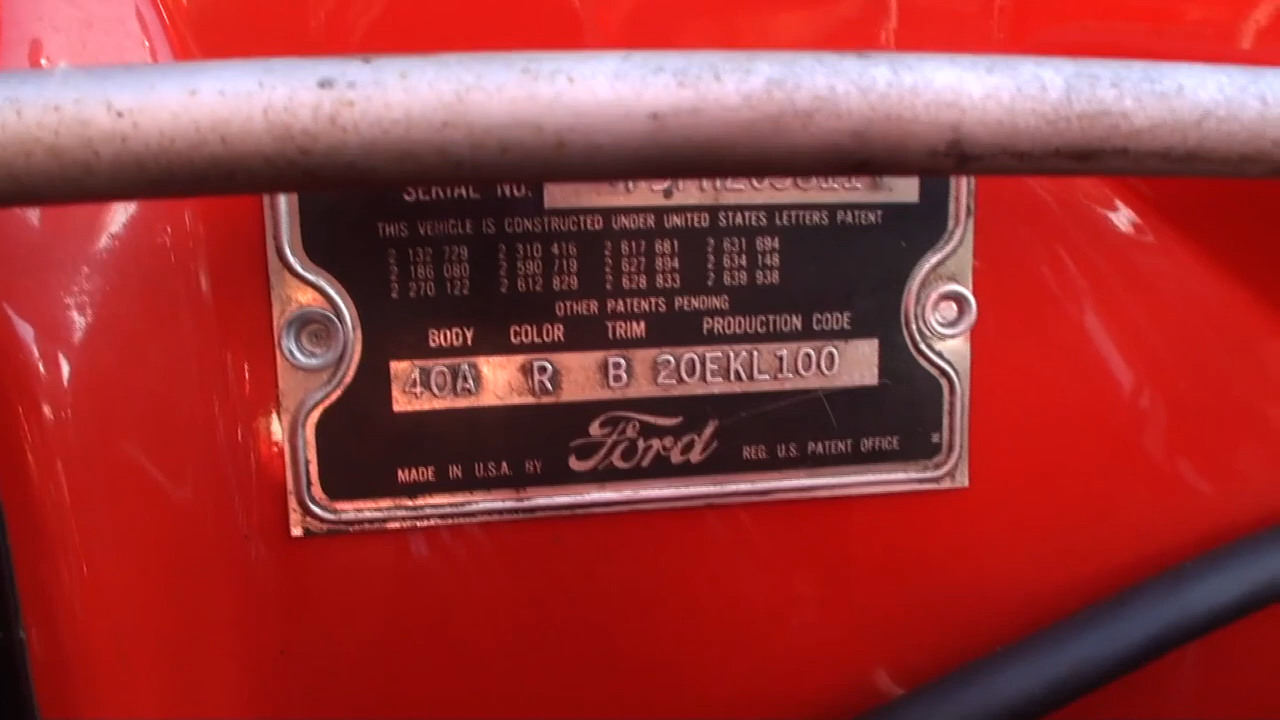 SERIAL NO.
THIS VEHICLE IS CONSTRUCTED UNDER UNITED STATES LETTERS PATENT
2 132 729 2 310 416 2 617 681 2 631 694
2 186 080 2 590 719 2 627 894 2 634 148
2 270 122 2 612 829 2 628 833 2 639 938
OTHER PATENTS PENDING
BODY COLOR TRIM PRODUCTION CODE
40A R B 20EKL100
MADE IN U.S.A. BY Ford REG. U.S. PATENT OFFICE